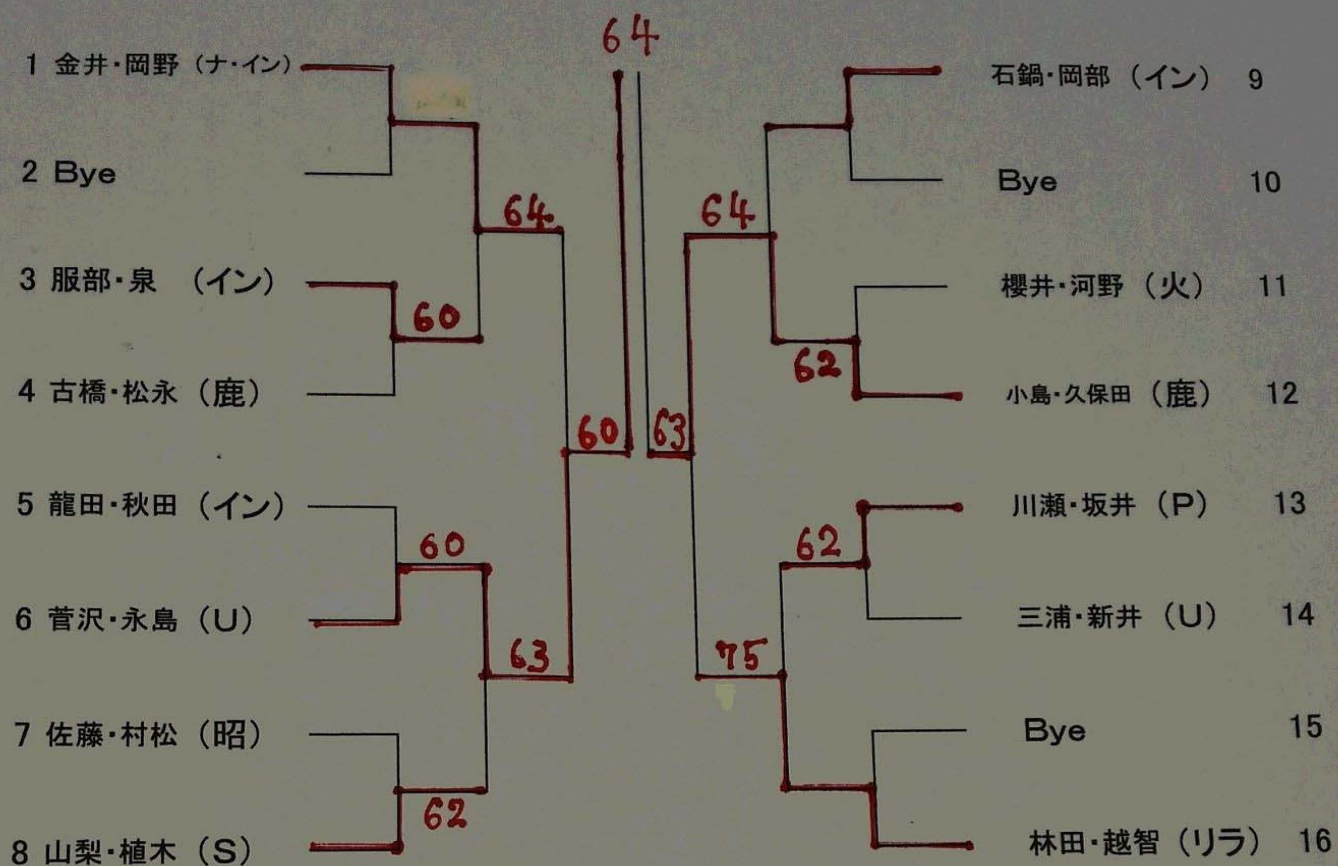 64
1 金井・岡野 (ナ・イン)
2 Bye
64
3 服部・泉 (イン)
60
4 古橋・松永 (鹿)
60
5 龍田・秋田 (イン)
60
6 菅沢・永島 (U)
63
7 佐藤・村松 (昭)
62
8 山梨・植木 (S)
石鍋・岡部 (イン) 9
Bye 10
64
櫻井・河野 (火) 11
62
小島・久保田 (鹿) 12
63
川瀬・坂井 (P) 13
62
三浦・新井 (U) 14
75
Bye 15
林田・越智 (リラ) 16